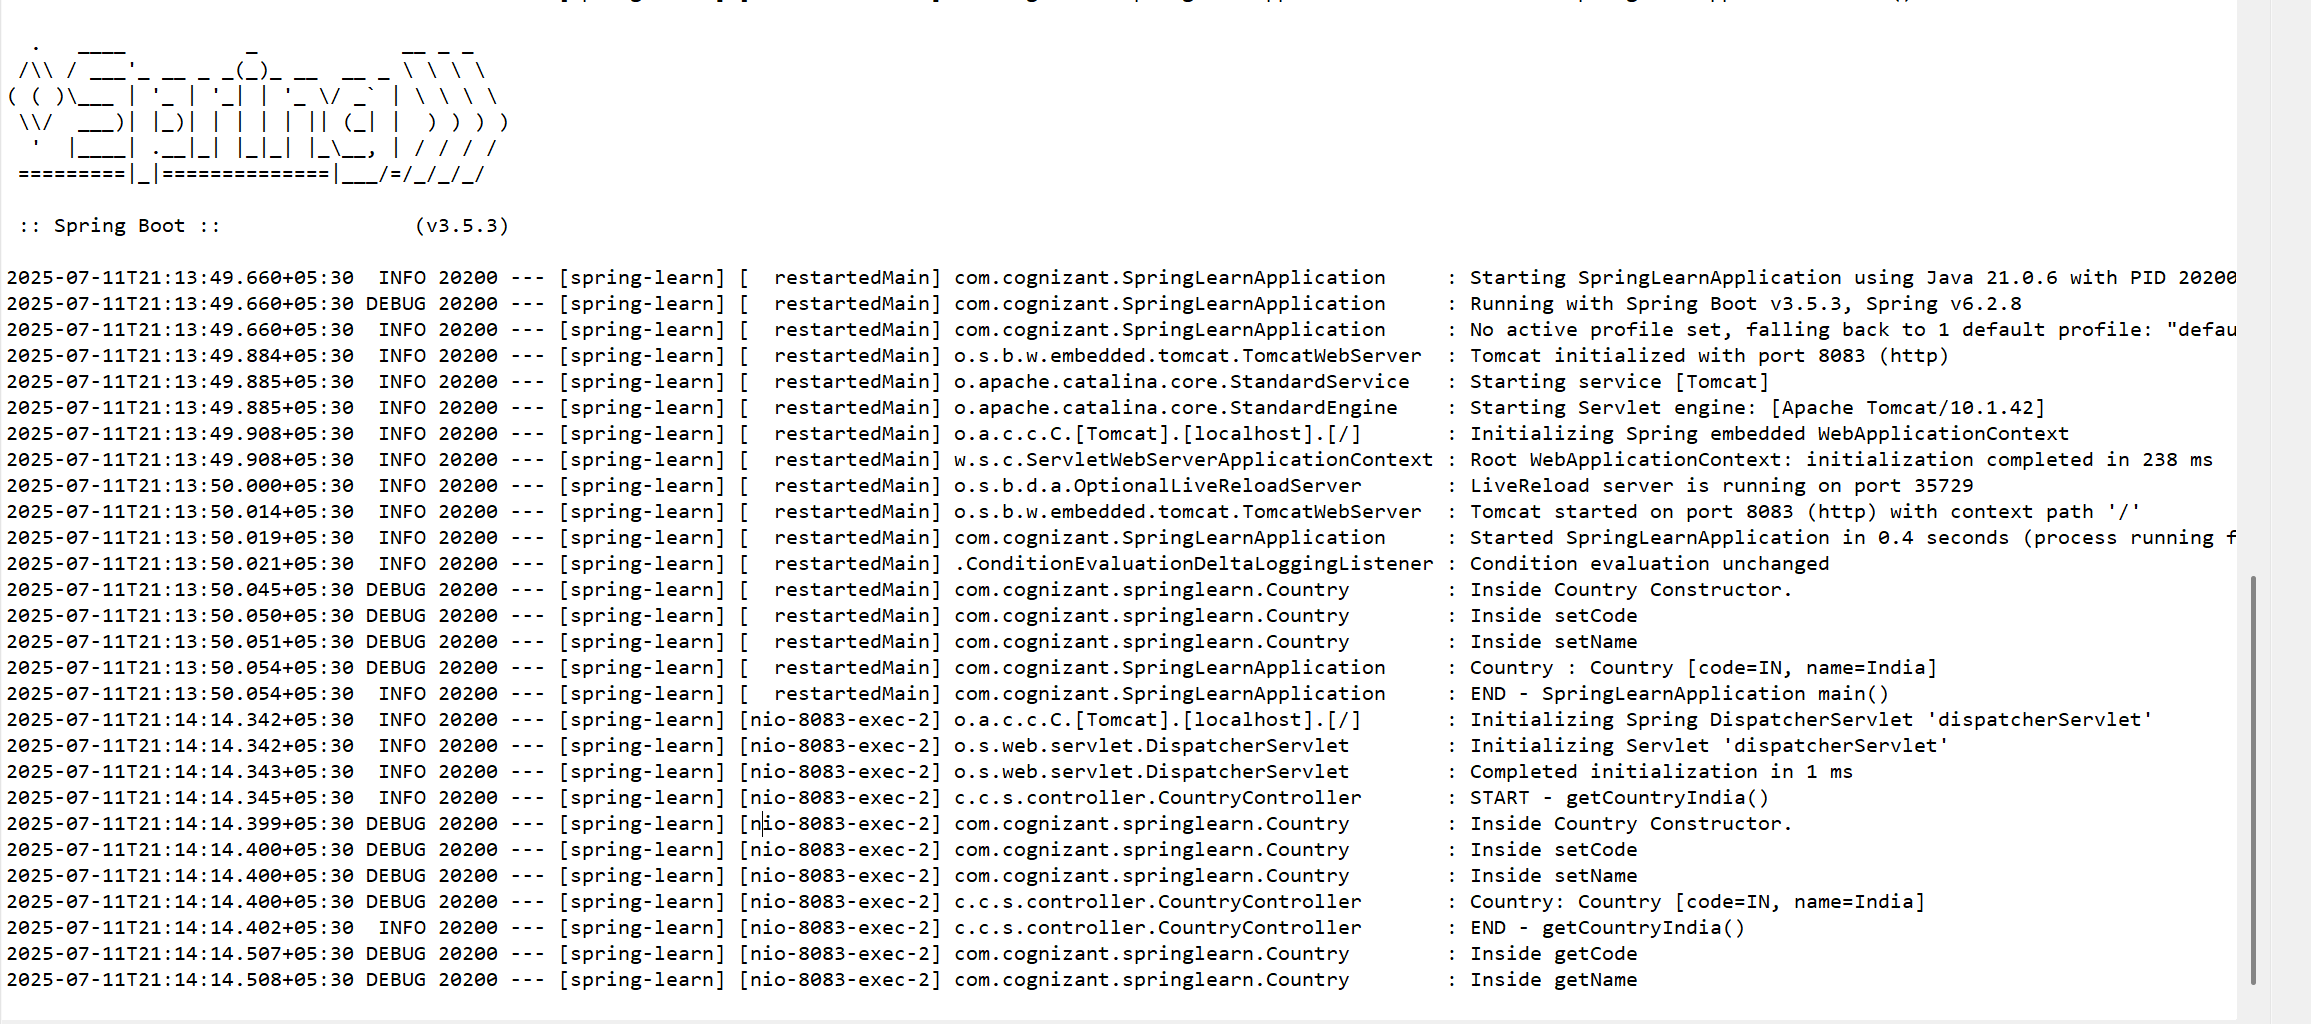 .   ____          _            __ _ _
 /\\ / ___'_ __ _ _(_)_ __  __ _ \ \ \ \
( ( )\___ | '_ | '_| | '_ \/ _` | \ \ \ \
 \\/  ___)| |_)| | | | | || (_| |  ) ) ) )
  '  |____| .__|_| |_|_| |_\__, | / / / /
 =========|_|==============|___/=/_/_/_/

 :: Spring Boot ::                (v3.5.3)

2025-07-11T21:13:49.660+05:30  INFO 20200 --- [spring-learn] [  restartedMain] com.cognizant.SpringLearnApplication     : Starting SpringLearnApplication using Java 21.0.6 with PID 20200
2025-07-11T21:13:49.660+05:30 DEBUG 20200 --- [spring-learn] [  restartedMain] com.cognizant.SpringLearnApplication     : Running with Spring Boot v3.5.3, Spring v6.2.8
2025-07-11T21:13:49.660+05:30  INFO 20200 --- [spring-learn] [  restartedMain] com.cognizant.SpringLearnApplication     : No active profile set, falling back to 1 default profile: "defau
2025-07-11T21:13:49.884+05:30  INFO 20200 --- [spring-learn] [  restartedMain] o.s.b.w.embedded.tomcat.TomcatWebServer  : Tomcat initialized with port 8083 (http)
2025-07-11T21:13:49.885+05:30  INFO 20200 --- [spring-learn] [  restartedMain] o.apache.catalina.core.StandardService   : Starting service [Tomcat]
2025-07-11T21:13:49.885+05:30  INFO 20200 --- [spring-learn] [  restartedMain] o.apache.catalina.core.StandardEngine    : Starting Servlet engine: [Apache Tomcat/10.1.42]
2025-07-11T21:13:49.908+05:30  INFO 20200 --- [spring-learn] [  restartedMain] o.a.c.c.C.[Tomcat].[localhost].[/]       : Initializing Spring embedded WebApplicationContext
2025-07-11T21:13:49.908+05:30  INFO 20200 --- [spring-learn] [  restartedMain] w.s.c.ServletWebServerApplicationContext : Root WebApplicationContext: initialization completed in 238 ms
2025-07-11T21:13:50.000+05:30  INFO 20200 --- [spring-learn] [  restartedMain] o.s.b.d.a.OptionalLiveReloadServer       : LiveReload server is running on port 35729
2025-07-11T21:13:50.014+05:30  INFO 20200 --- [spring-learn] [  restartedMain] o.s.b.w.embedded.tomcat.TomcatWebServer  : Tomcat started on port 8083 (http) with context path '/'
2025-07-11T21:13:50.019+05:30  INFO 20200 --- [spring-learn] [  restartedMain] com.cognizant.SpringLearnApplication     : Started SpringLearnApplication in 0.4 seconds (process running f
2025-07-11T21:13:50.021+05:30  INFO 20200 --- [spring-learn] [  restartedMain] .ConditionEvaluationDeltaLoggingListener : Condition evaluation unchanged
2025-07-11T21:13:50.045+05:30 DEBUG 20200 --- [spring-learn] [  restartedMain] com.cognizant.springlearn.Country        : Inside Country Constructor.
2025-07-11T21:13:50.050+05:30 DEBUG 20200 --- [spring-learn] [  restartedMain] com.cognizant.springlearn.Country        : Inside setCode
2025-07-11T21:13:50.051+05:30 DEBUG 20200 --- [spring-learn] [  restartedMain] com.cognizant.springlearn.Country        : Inside setName
2025-07-11T21:13:50.054+05:30 DEBUG 20200 --- [spring-learn] [  restartedMain] com.cognizant.SpringLearnApplication     : Country : Country [code=IN, name=India]
2025-07-11T21:13:50.054+05:30  INFO 20200 --- [spring-learn] [  restartedMain] com.cognizant.SpringLearnApplication     : END - SpringLearnApplication main()
2025-07-11T21:14:14.342+05:30  INFO 20200 --- [spring-learn] [nio-8083-exec-2] o.a.c.c.C.[Tomcat].[localhost].[/]       : Initializing Spring DispatcherServlet 'dispatcherServlet'
2025-07-11T21:14:14.342+05:30  INFO 20200 --- [spring-learn] [nio-8083-exec-2] o.s.web.servlet.DispatcherServlet        : Initializing Servlet 'dispatcherServlet'
2025-07-11T21:14:14.343+05:30  INFO 20200 --- [spring-learn] [nio-8083-exec-2] o.s.web.servlet.DispatcherServlet        : Completed initialization in 1 ms
2025-07-11T21:14:14.345+05:30  INFO 20200 --- [spring-learn] [nio-8083-exec-2] c.c.s.controller.CountryController       : START - getCountryIndia()
2025-07-11T21:14:14.399+05:30 DEBUG 20200 --- [spring-learn] [nio-8083-exec-2] com.cognizant.springlearn.Country        : Inside Country Constructor.
2025-07-11T21:14:14.400+05:30 DEBUG 20200 --- [spring-learn] [nio-8083-exec-2] com.cognizant.springlearn.Country        : Inside setCode
2025-07-11T21:14:14.400+05:30 DEBUG 20200 --- [spring-learn] [nio-8083-exec-2] com.cognizant.springlearn.Country        : Inside setName
2025-07-11T21:14:14.400+05:30 DEBUG 20200 --- [spring-learn] [nio-8083-exec-2] c.c.s.controller.CountryController       : Country: Country [code=IN, name=India]
2025-07-11T21:14:14.402+05:30  INFO 20200 --- [spring-learn] [nio-8083-exec-2] c.c.s.controller.CountryController       : END - getCountryIndia()
2025-07-11T21:14:14.507+05:30 DEBUG 20200 --- [spring-learn] [nio-8083-exec-2] com.cognizant.springlearn.Country        : Inside getCode
2025-07-11T21:14:14.508+05:30 DEBUG 20200 --- [spring-learn] [nio-8083-exec-2] com.cognizant.springlearn.Country        : Inside getName